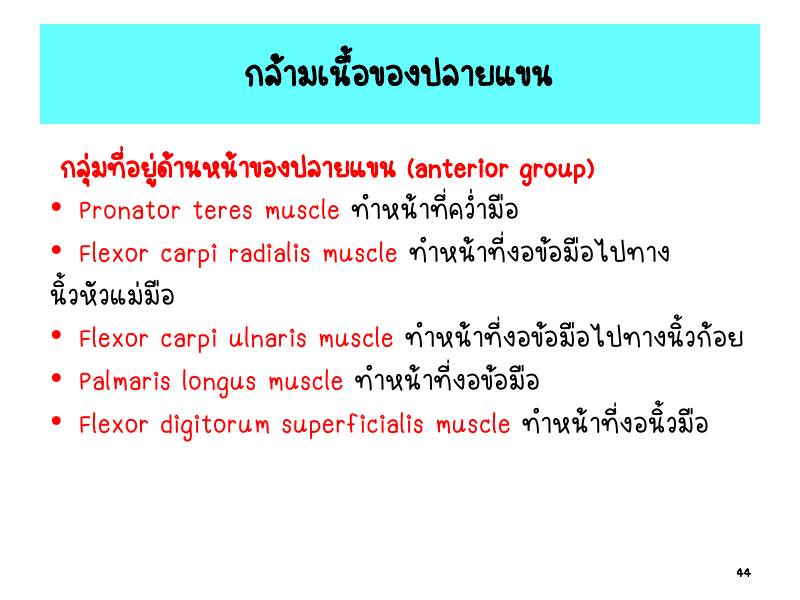 กล้ามเนื้อของปลายแขน
กลุ่มที่อยู่ด้านหน้าของปลายแขน (anterior group)
• Pronator teres muscle ทำหน้าที่คว่ำมือ
• Flexor carpi radialis muscle ทำหน้าที่งอข้อมือไปทาง
นิ้วหัวแม่มือ
• Flexor carpi ulnaris muscle ทำหน้าที่งอข้อมือไปทางนิ้วก้อย
• Palmaris longus muscle ทำหน้าที่งอข้อมือ
• Flexor digitorum superficialis muscle ทำหน้าที่งอนิ้วมือ
44